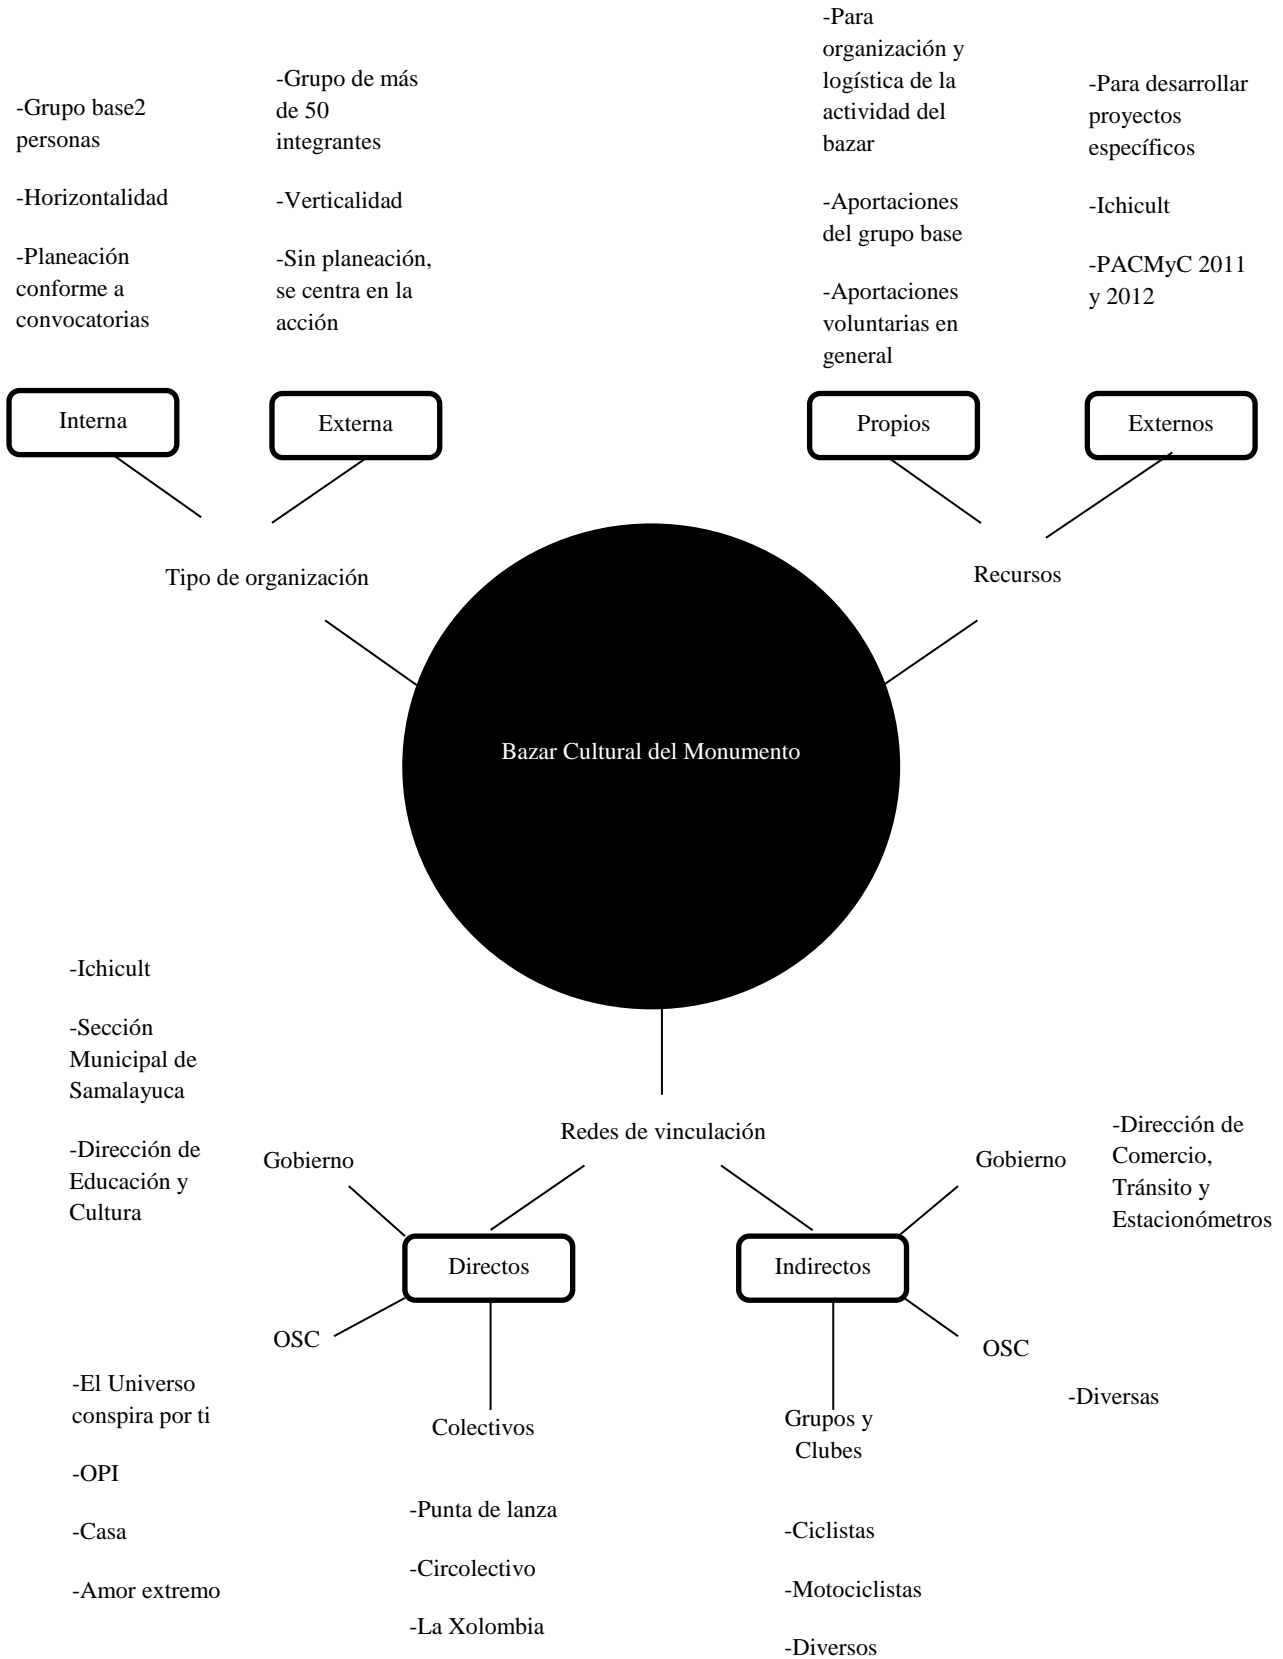 -Grupo base2
personas
-Horizontalidad
-Planeación
conforme a
convocatorias
-Grupo de más
de 50
integrantes
-Verticalidad
-Sin planeación,
se centra en la
acción
-Para
organización y
logística de la
actividad del
bazar
-Aportaciones
del grupo base
-Aportaciones
voluntarias en
general
-Para desarrollar
proyectos
específicos
-Ichicult
-PACMyC 2011
y 2012
Interna
Externa
Propios
Externos
Tipo de organización
Recursos
Bazar Cultural del Monumento
Redes de vinculación
-Ichicult
-Sección
Municipal de
Samalayuca
-Dirección de
Educación y
Cultura
Gobierno
Directos
OSC
-El Universo
conspira por ti
-OPI
-Casa
-Amor extremo
Colectivos
-Punta de lanza
-Circolectivo
-La Xolombia
Gobierno
-Dirección de
Comercio,
Tránsito y
Estacionómetros
Indirectos
OSC
-Diversas
Grupos y
Clubes
-Ciclistas
-Motociclistas
-Diversos